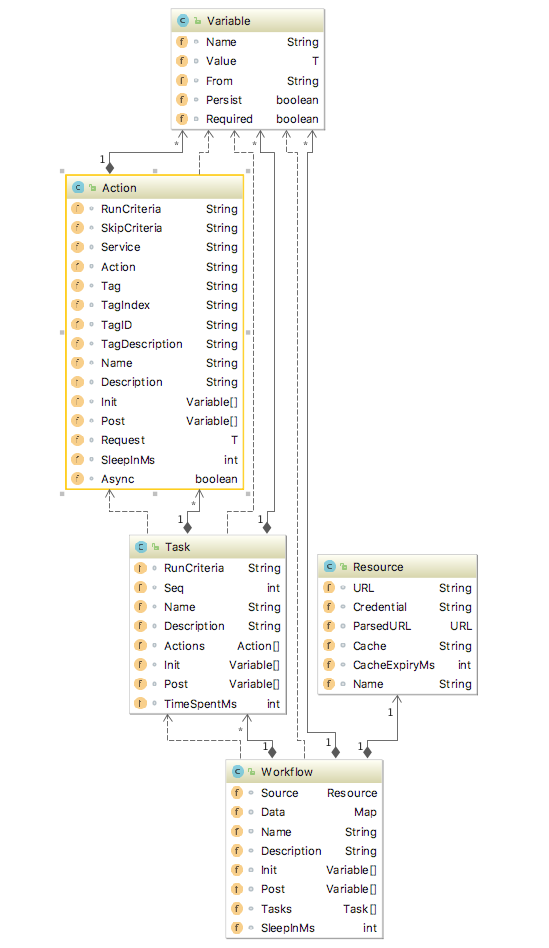 Variable
Name String
Value T
From String
Persist boolean
Required boolean
* * *
1
Action
RunCriteria String
SkipCriteria String
Service String
Action String
Tag String
TagIndex String
TagID String
TagDescription String
Name String
Description String
Init Variable[]
Post Variable[]
Request T
SleepInMs int
Async boolean
*
1 1
Task
RunCriteria String
Seq int
Name String
Description String
Actions Action[]
Init Variable[]
Post Variable[]
TimeSpentMs int
Resource
URL String
Credential String
ParsedURL URL
Cache String
CacheExpiryMs int
Name String
1
*
1 1 1
Workflow
Source Resource
Data Map
Name String
Description String
Init Variable[]
Post Variable[]
Tasks Task[]
SleepInMs int